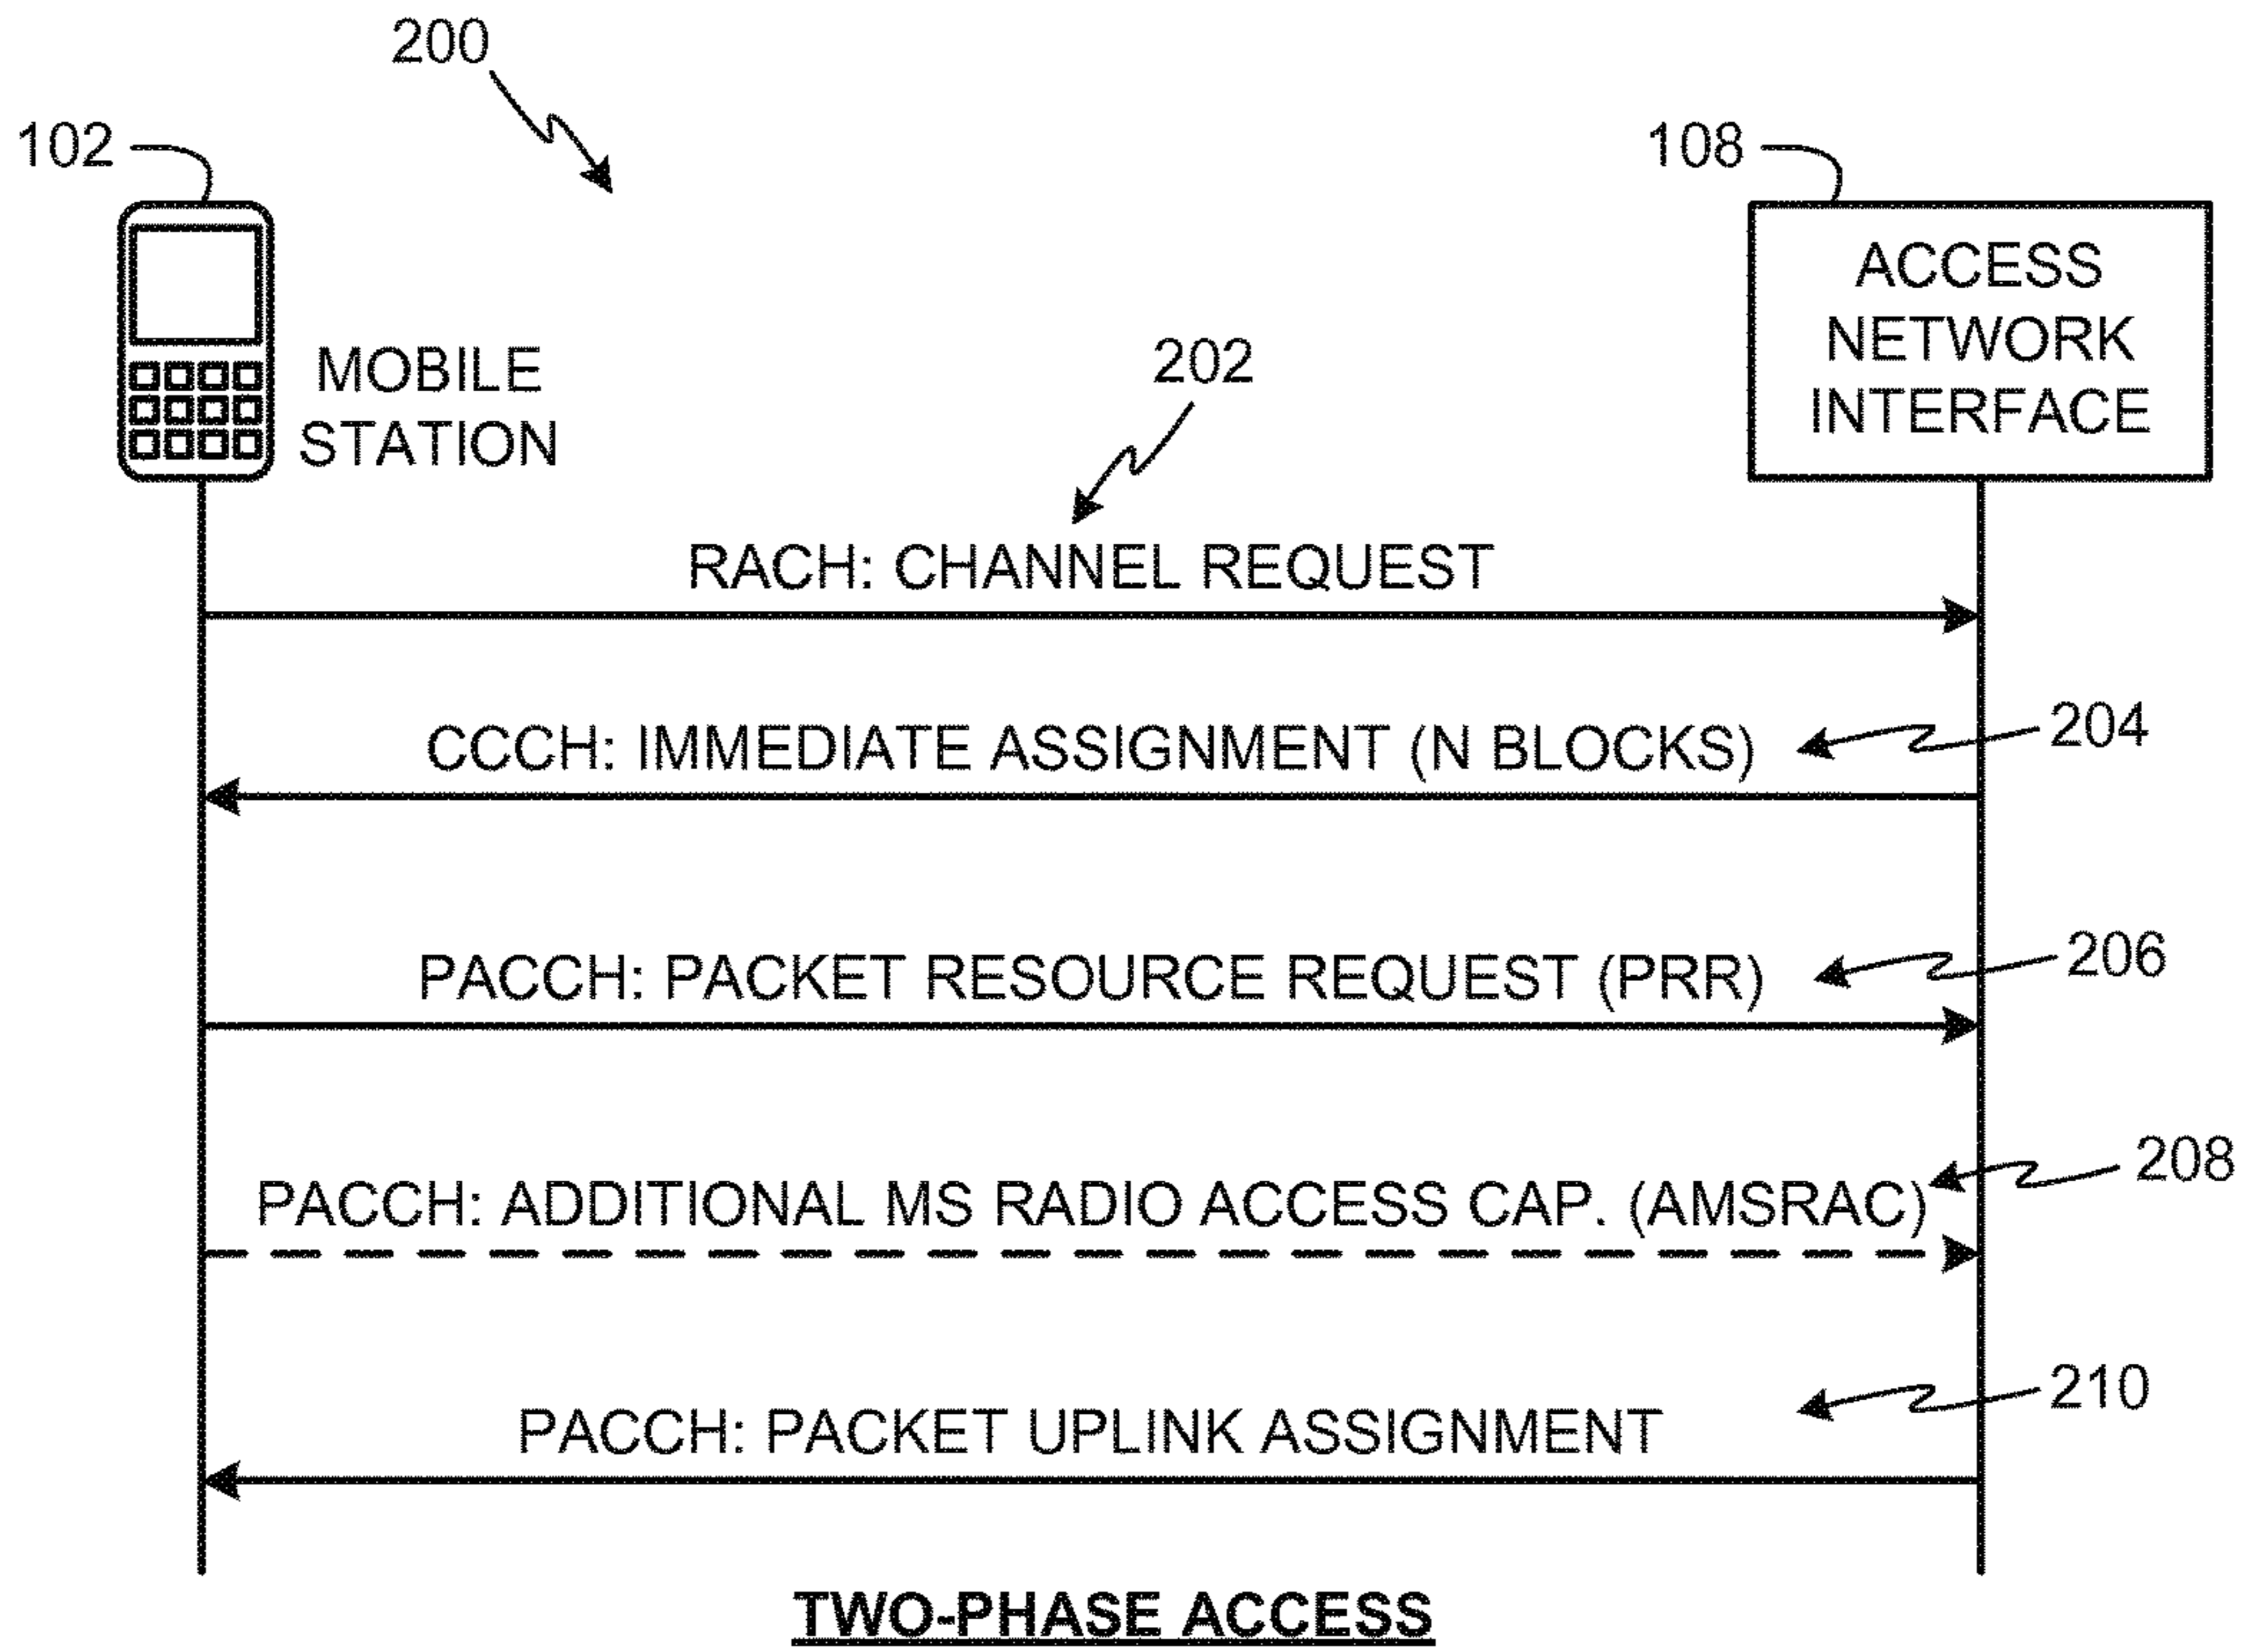 200
102
108
MOBILE
STATION
ACCESS
NETWORK
INTERFACE
202
RACH: CHANNEL REQUEST
CCCH: IMMEDIATE ASSIGNMENT (N BLOCKS)
204
PACCH: PACKET RESOURCE REQUEST (PRR)
206
PACCH: ADDITIONAL MS RADIO ACCESS CAP. (AMSRAC)
208
PACCH: PACKET UPLINK ASSIGNMENT
210
TWO-PHASE ACCESS